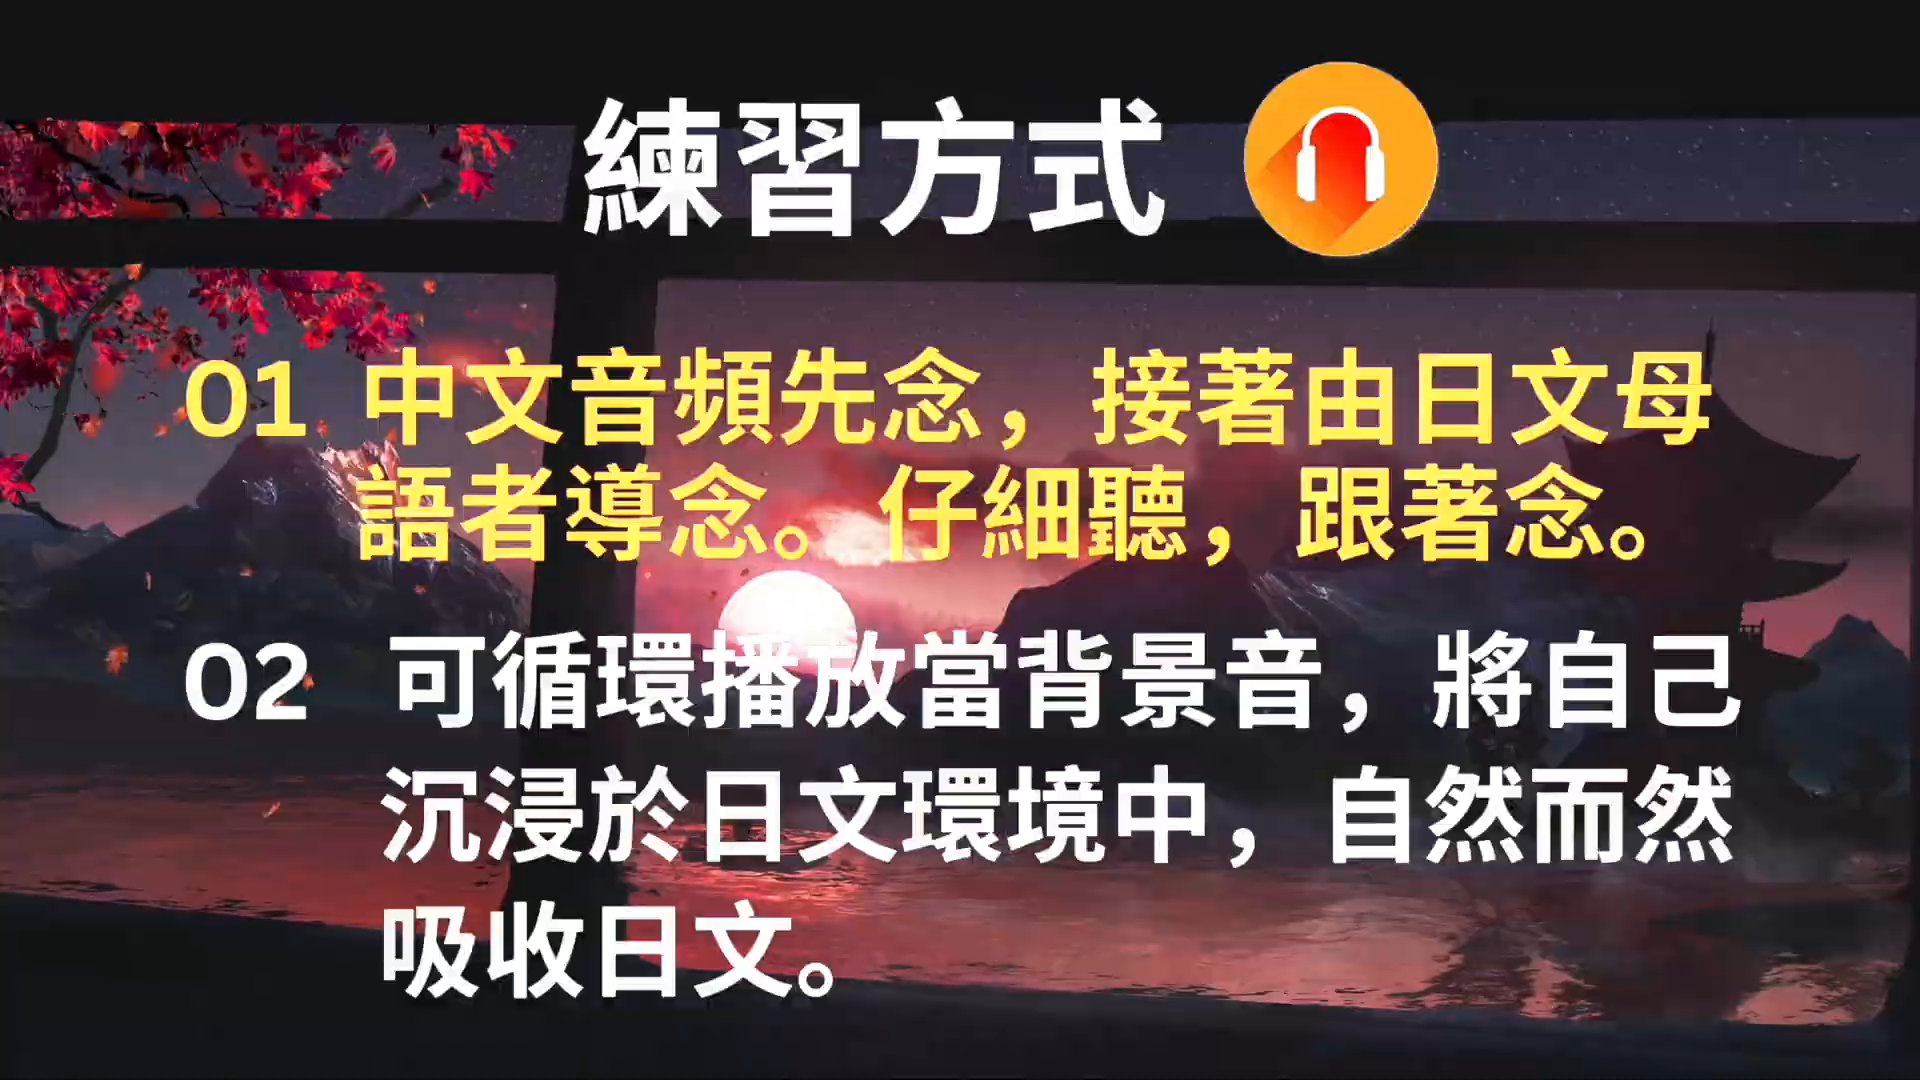 練習方式
01 中文音頻先念，接著由日文母
語者導念。仔細聽，跟著念。
02 可循環播放當背景音，將自己
沉浸於日文環境中，自然而然
吸收日文。